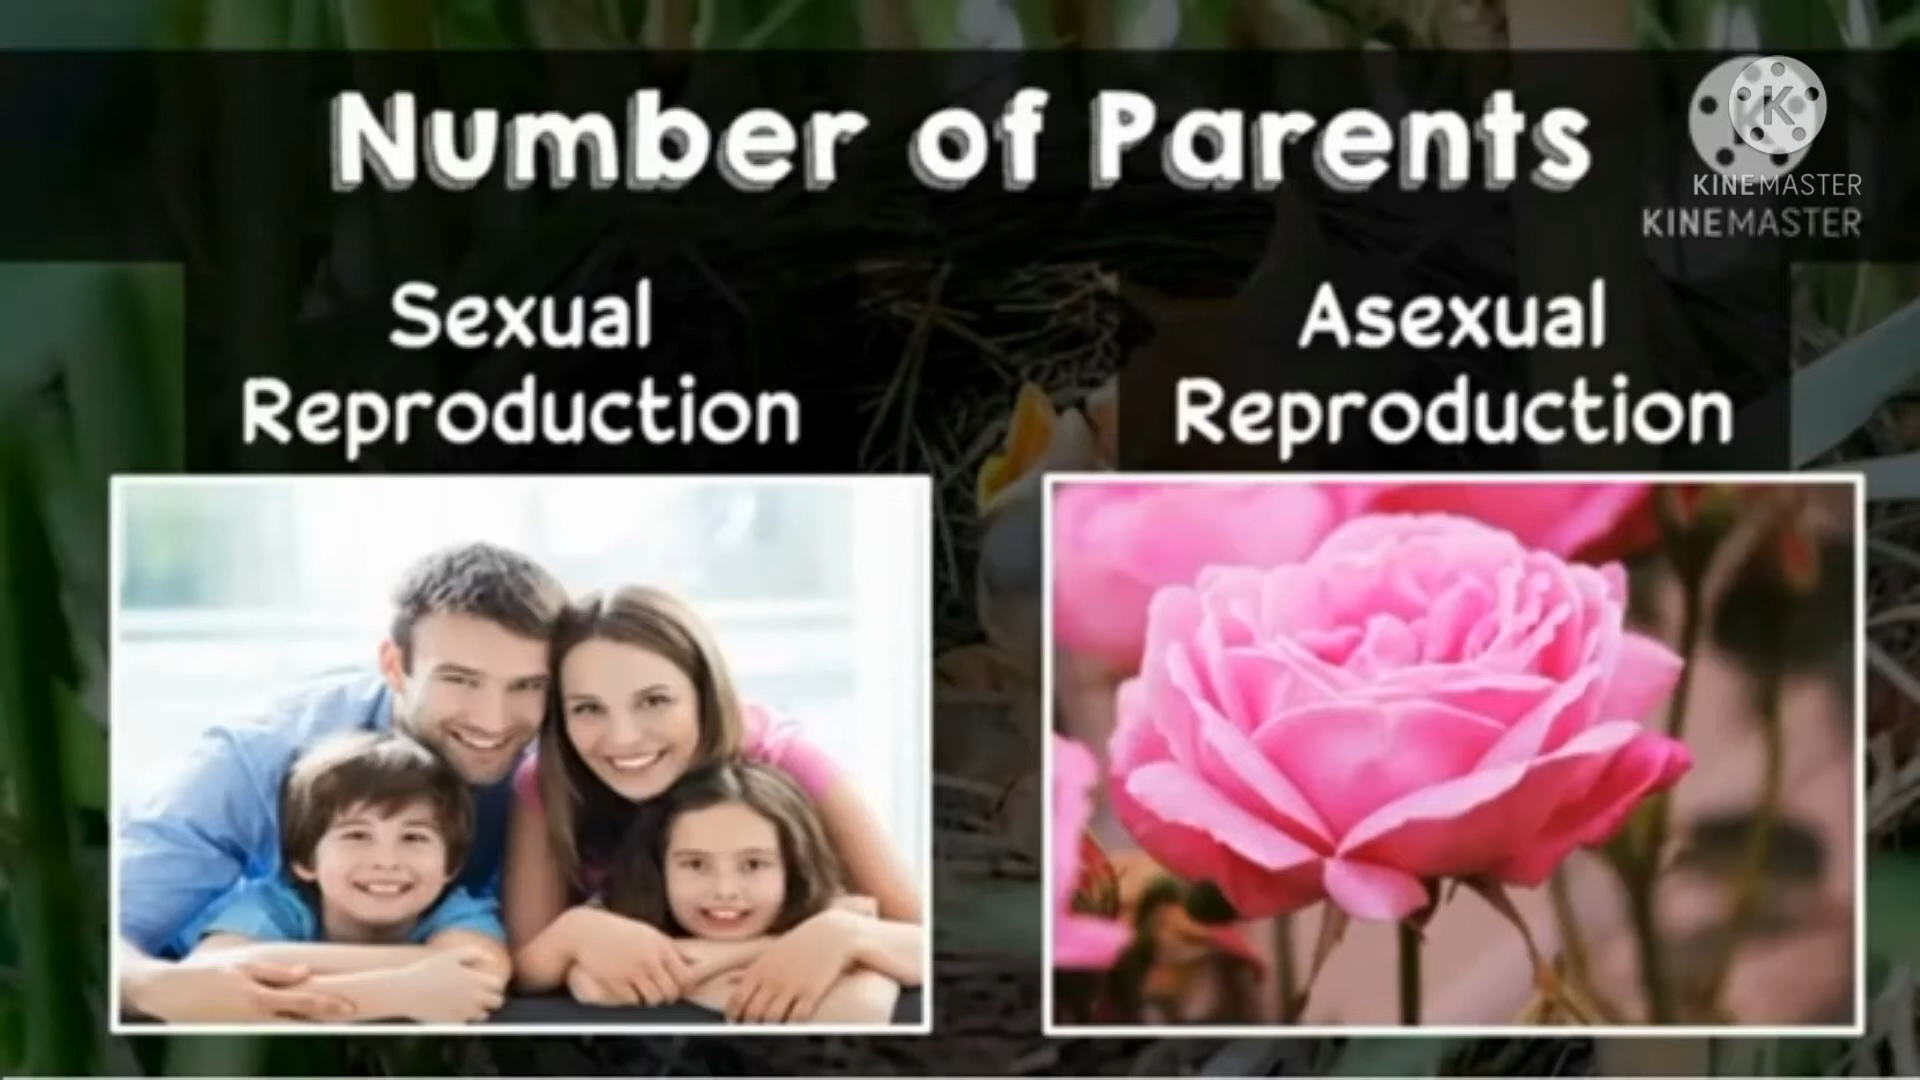 Number of Parents
K
KINEMASTER
KINEMASTER
Sexual
Reproduction
Asexual
Reproduction